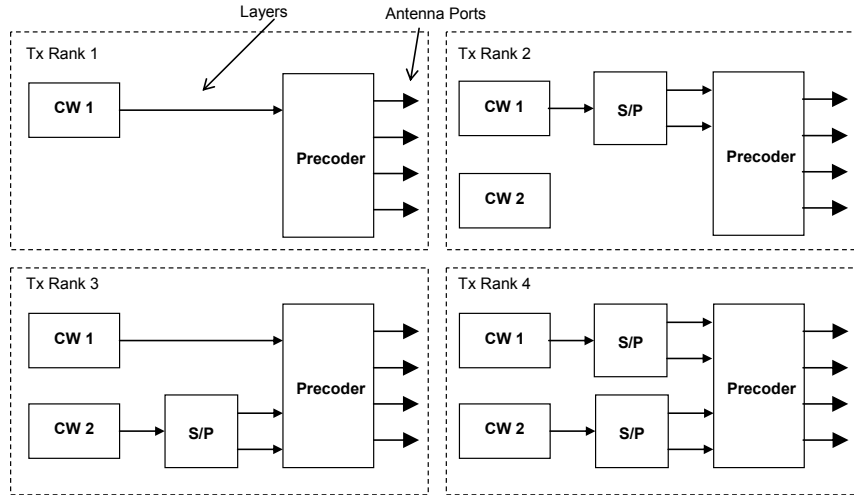 Layers
Antenna Ports
Tx Rank 1
CW 1
Precoder
Tx Rank 2
CW 1
S/P
Precoder
CW 2
Tx Rank 3
CW 1
Precoder
CW 2
S/P
Tx Rank 4
CW 1
S/P
Precoder
CW 2
S/P